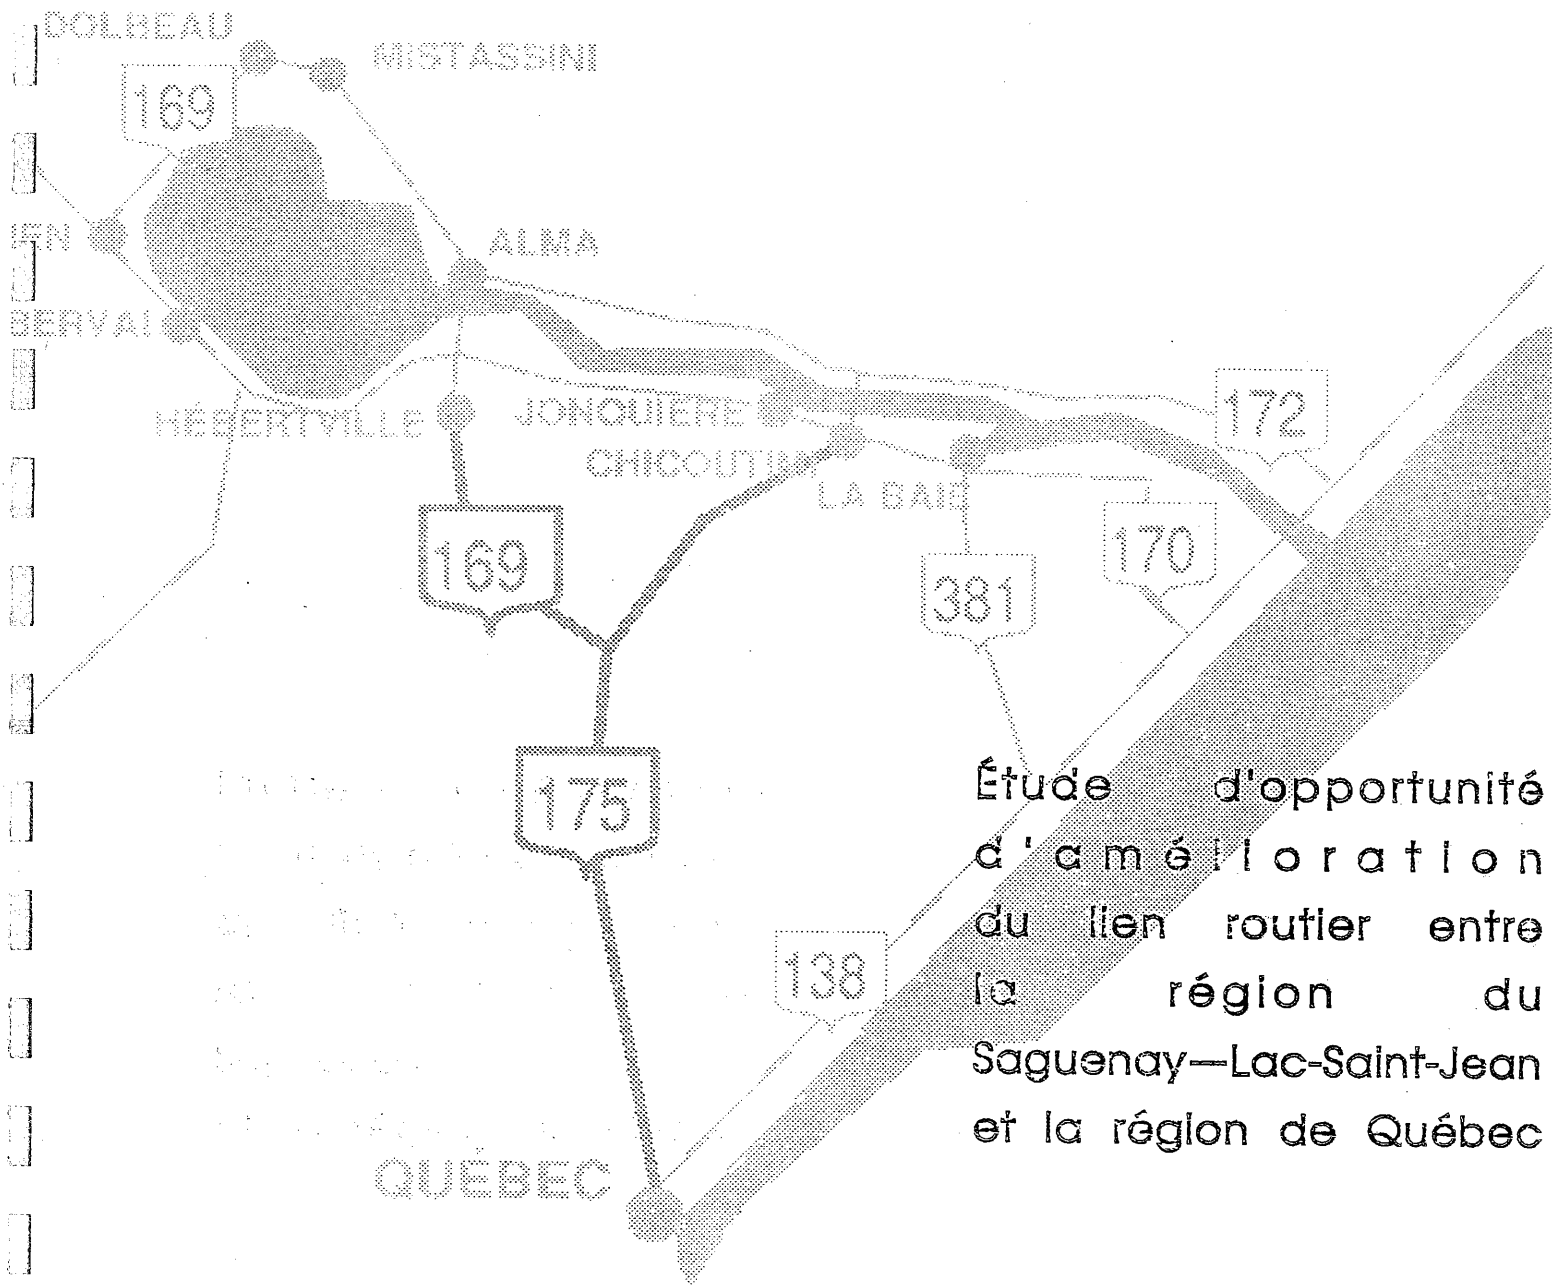 DOLBEAU
MISTASSINI
169
ALMA
HÉBERTVILLE
JONQUIÈRE
CHICOUTIMI
LA BAIE
172
169
170
381
175
138
QUÉBEC
Étude d'opportunité
d'amélioration
du lien routier entre
la région du
Saguenay—Lac-Saint-Jean
et la région de Québec